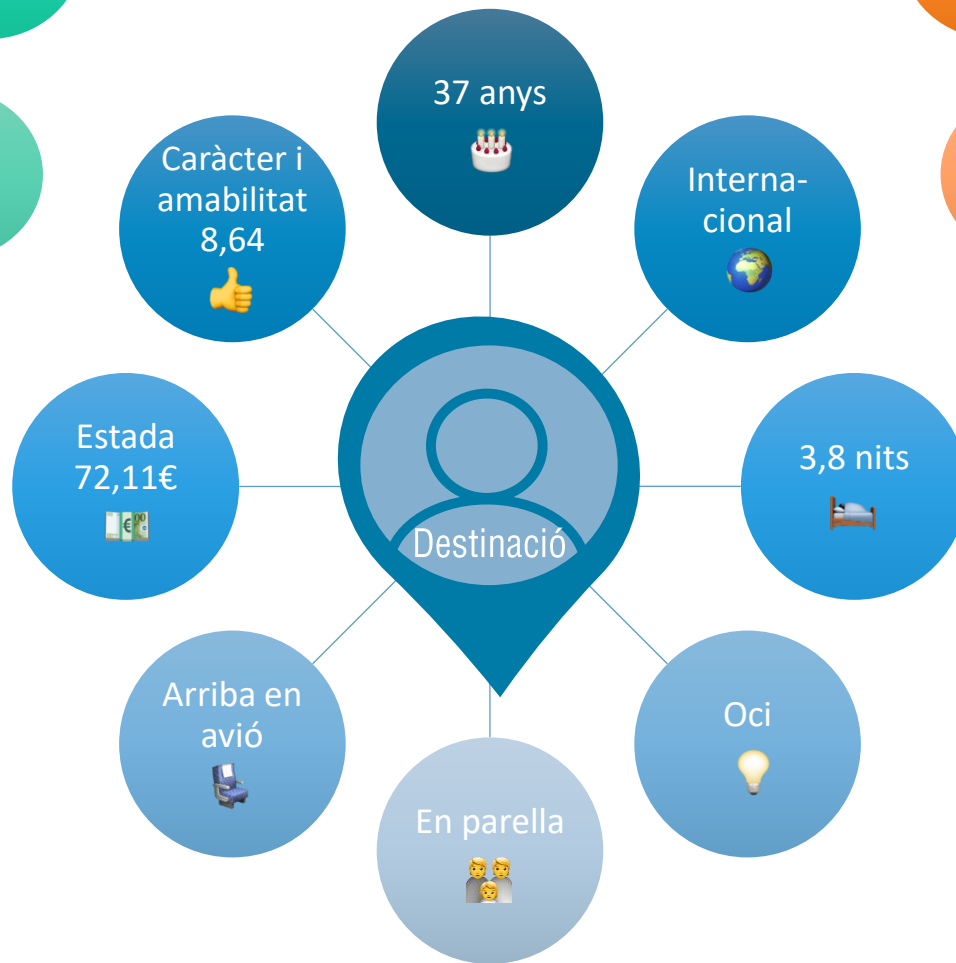 37 anys
Caràcter i
amabilitat
8,64
Interna-
cional
Estada
72,11€
3,8 nits
Destinació
Arriba en
avió
Oci
En parella